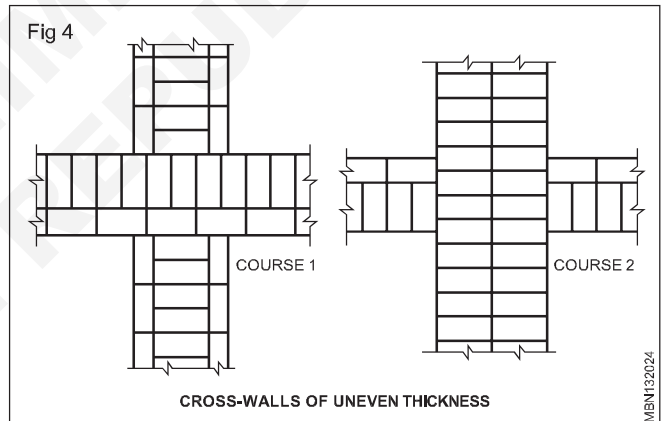 Fig 4
COURSE 1
COURSE 2
CROSS-WALLS OF UNEVEN THICKNESS
MBN132024